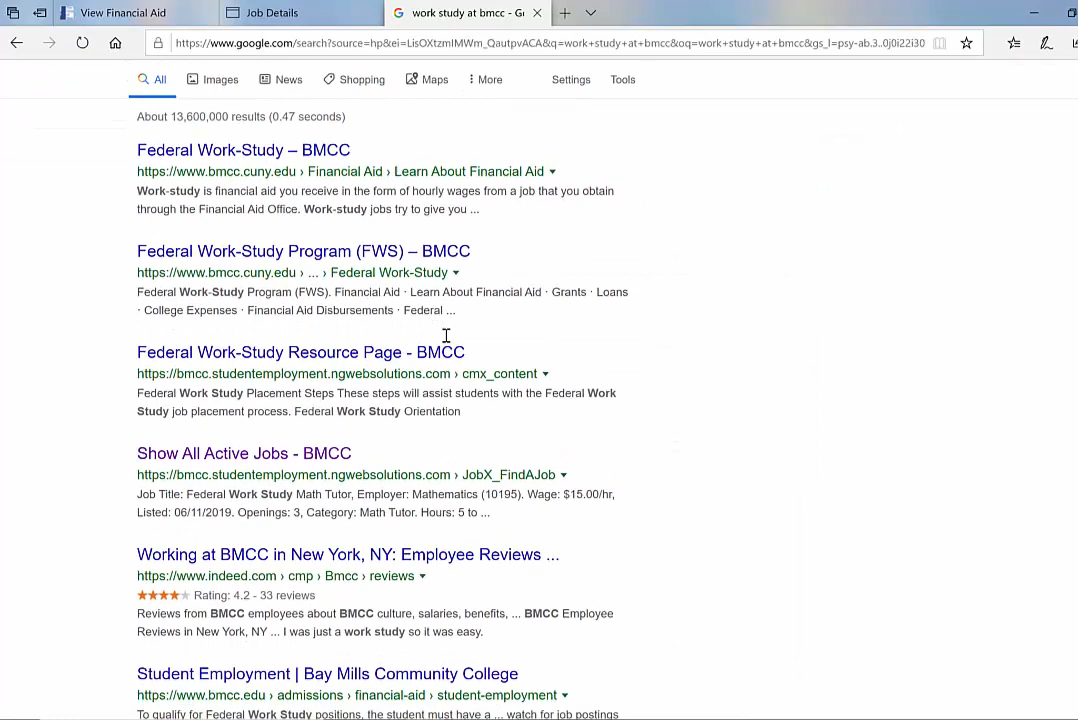 View Financial Aid
Job Details
work study at bmcc - G
https://www.google.com/search?source=hp&ei=LisOXtzmIMWm_QautpvACA&q=work+study+at+bmcc&oq=work+study+at+bmcc&gs_l=psy-ab.3..0j0i22i30
All Images News Shopping Maps More Settings Tools
About 13,600,000 results (0.47 seconds)
Federal Work-Study – BMCC
https://www.bmcc.cuny.edu › Financial Aid › Learn About Financial Aid
Work-study is financial aid you receive in the form of hourly wages from a job that you obtain
through the Financial Aid Office. Work-study jobs try to give you ...
Federal Work-Study Program (FWS) – BMCC
https://www.bmcc.cuny.edu › ... › Federal Work-Study
Federal Work-Study Program (FWS). Financial Aid · Learn About Financial Aid · Grants · Loans
· College Expenses · Financial Aid Disbursements · Federal ...
Federal Work-Study Resource Page - BMCC
https://bmcc.studentemployment.ngwebsolutions.com › cmx_content
Federal Work Study Placement Steps These steps will assist students with the Federal Work
Study job placement process. Federal Work Study Orientation
Show All Active Jobs - BMCC
https://bmcc.studentemployment.ngwebsolutions.com › JobX_FindAJob
Job Title: Federal Work Study Math Tutor, Employer: Mathematics (10195). Wage: $15.00/hr,
Listed: 06/11/2019. Openings: 3, Category: Math Tutor. Hours: 5 to ...
Working at BMCC in New York, NY: Employee Reviews ...
https://www.indeed.com › cmp › Bmcc › reviews
Rating: 4.2 - 33 reviews
Reviews from BMCC employees about BMCC culture, salaries, benefits, ... BMCC Employee
Reviews in New York, NY ... I was just a work study so it was easy.
Student Employment | Bay Mills Community College
https://www.bmcc.edu › admissions › financial-aid › student-employment
To qualify for Federal Work Study positions, the student must have a ... watch for job postings